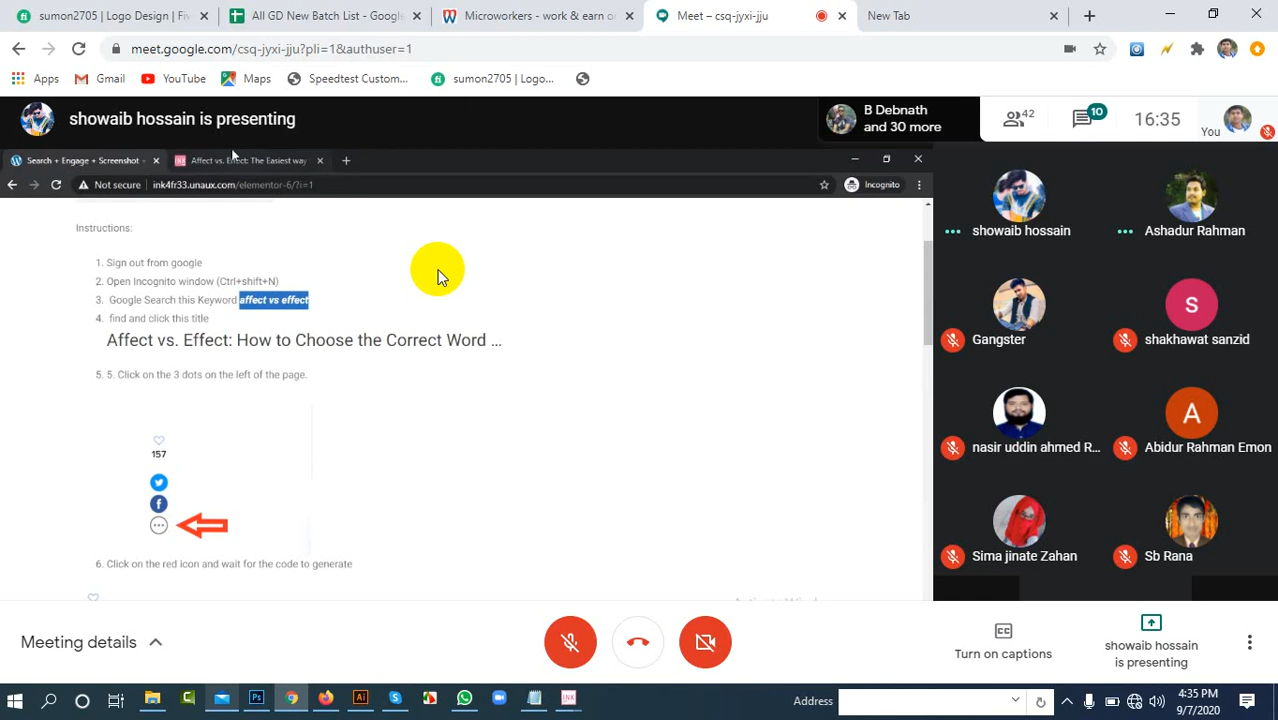 sumon2705 | Logo Design | Fiv
All GD New Batch List - Google
Microworkers - work & earn o
Meet – csq-jyxi-jju
New Tab
meet.google.com/csq-jyxi-jju?pli=1&authuser=1
Apps
Gmail
YouTube
Maps
Speedtest Custom...
sumon2705 | Logo...
showaib hossain is presenting
B Debnath
and 30 more
42
10
16:35
You
Search + Engage + Screenshot
Affect vs. Effect: The Easiest way
Not secure
ink4fr33.unaux.com/elementor-6/?i=1
Incognito
Instructions:
1. Sign out from google
2. Open Incognito window (Ctrl+shift+N)
3. Google Search this Keyword affect vs effect
4. find and click this title
Affect vs. Effect: How to Choose the Correct Word ...
5. 5. Click on the 3 dots on the left of the page.
157
6. Click on the red icon and wait for the code to generate
showaib hossain
Ashadur Rahman
Gangster
S
shakhawat sanzid
nasir uddin ahmed R...
A
Abidur Rahman Emon
Sima jinate Zahan
Sb Rana
Meeting details
CC
Turn on captions
showaib hossain
is presenting
Address
4:35 PM
9/7/2020